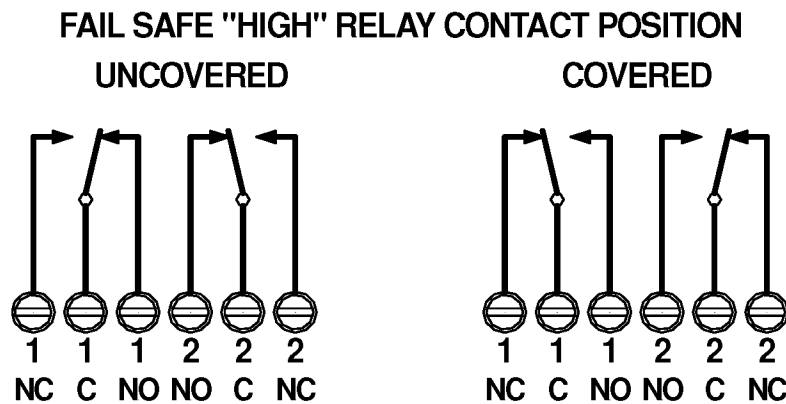 FAIL SAFE "HIGH" RELAY CONTACT POSITION
UNCOVERED COVERED
1 1 1 2 2 2 1 1 1 2 2 2
NC C NO NO C NC NC C NO NO C NC